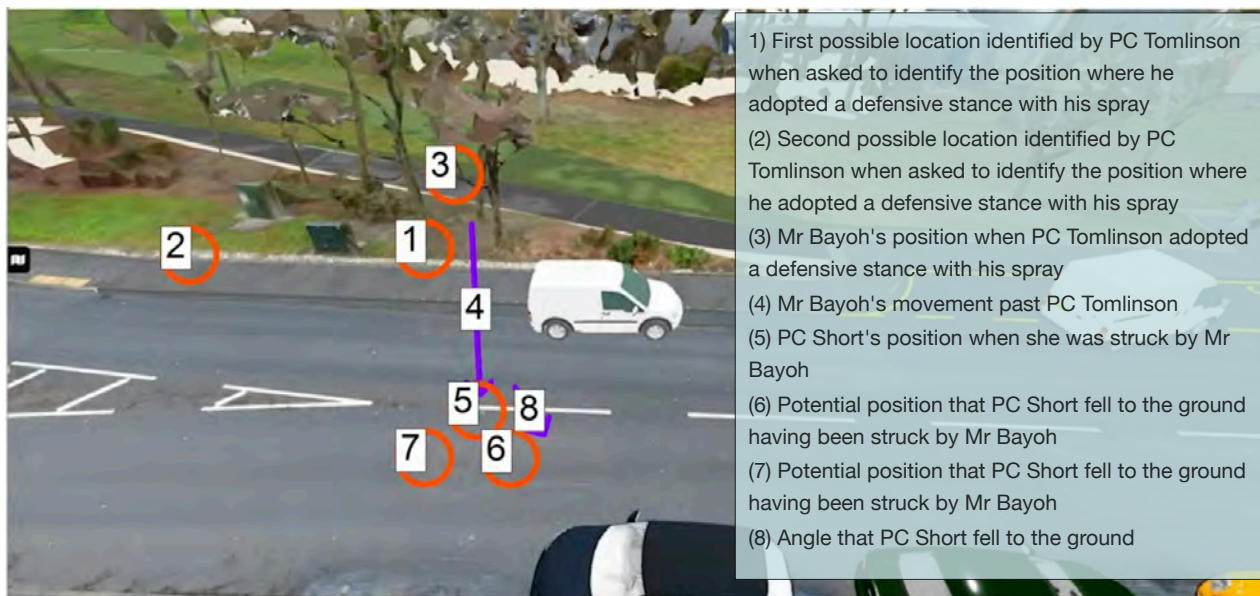 1) First possible location identified by PC Tomlinson
when asked to identify the position where he
adopted a defensive stance with his spray
(2) Second possible location identified by PC
Tomlinson when asked to identify the position where
he adopted a defensive stance with his spray
(3) Mr Bayoh's position when PC Tomlinson adopted
a defensive stance with his spray
(4) Mr Bayoh's movement past PC Tomlinson
(5) PC Short's position when she was struck by Mr
Bayoh
(6) Potential position that PC Short fell to the ground
having been struck by Mr Bayoh
(7) Potential position that PC Short fell to the ground
having been struck by Mr Bayoh
(8) Angle that PC Short fell to the ground
3
2
1
4
5
8
7
6